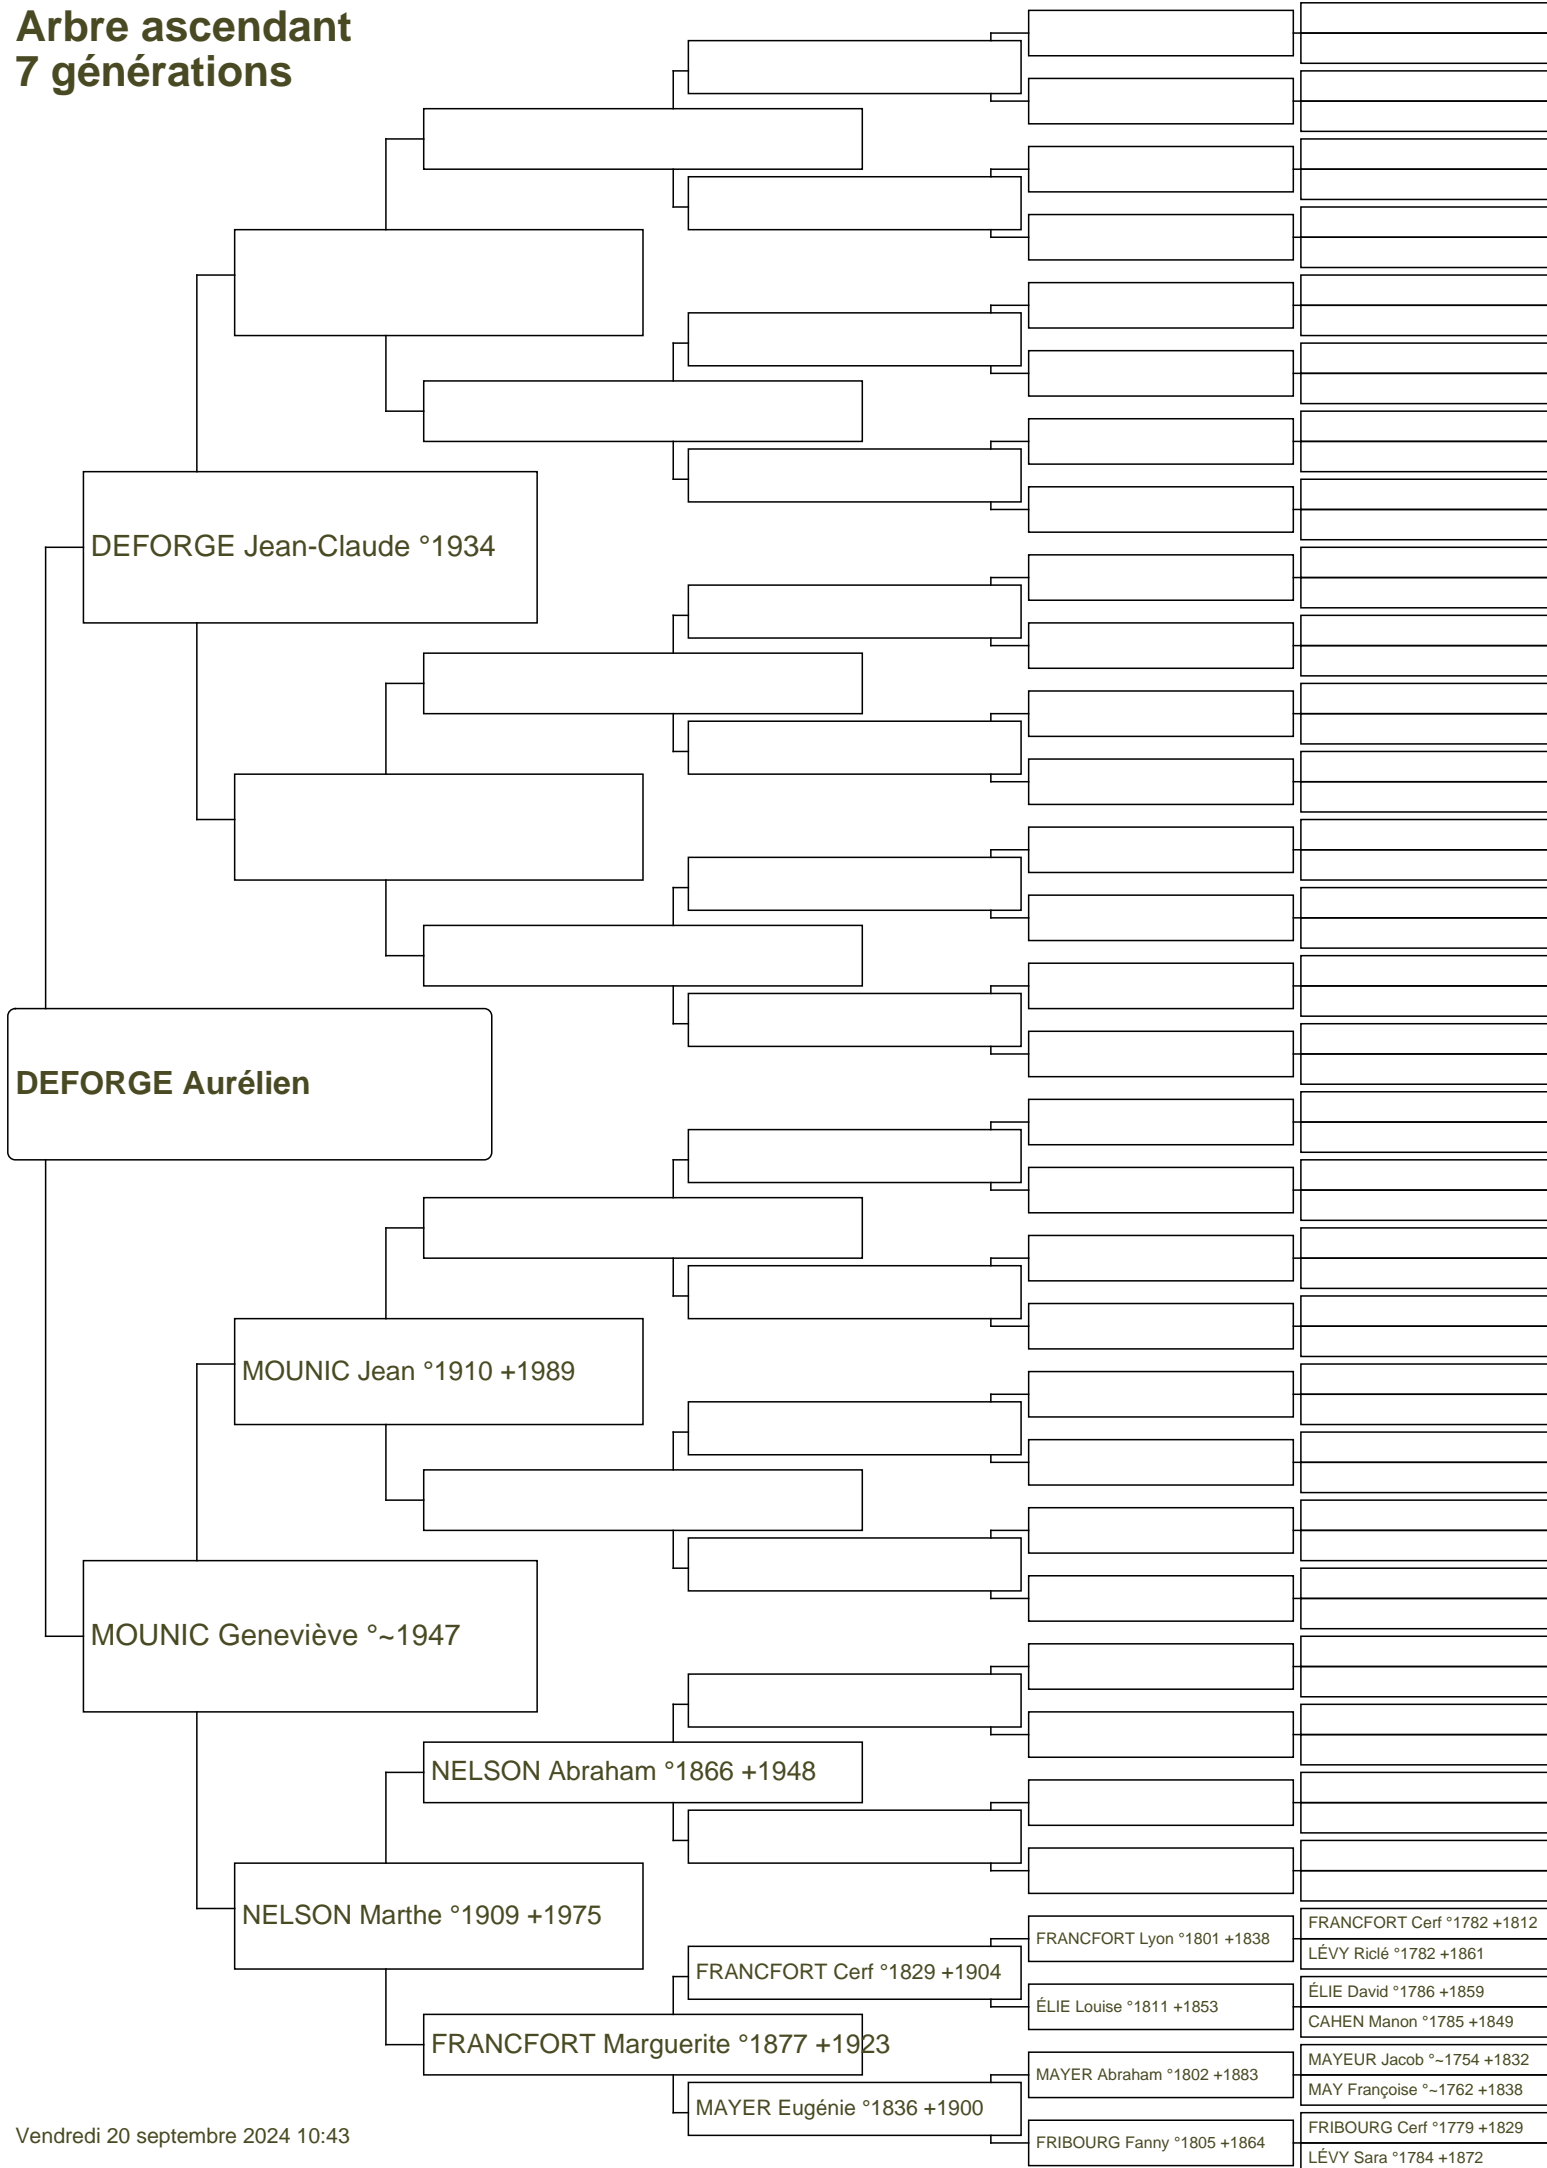 Arbre ascendant
7 générations
DEFORGE Jean-Claude °1934
DEFORGE Aurélien
MOUNIC Jean °1910 +1989
MOUNIC Geneviève °~1947
NELSON Abraham °1866 +1948
NELSON Marthe °1909 +1975
FRANCFORT Cerf °1782 +1812
FRANCFORT Lyon °1801 +1838
LÉVY Riclé °1782 +1861
FRANCFORT Cerf °1829 +1904
ÉLIE David °1786 +1859
ÉLIE Louise °1811 +1853
CAHEN Manon °1785 +1849
FRANCFORT Marguerite °1877 +1923
MAYEUR Jacob °~1754 +1832
MAYER Abraham °1802 +1883
MAY Françoise °~1762 +1838
MAYER Eugénie °1836 +1900
FRIBOURG Cerf °1779 +1829
FRIBOURG Fanny °1805 +1864
LÉVY Sara °1784 +1872
Vendredi 20 septembre 2024 10:43